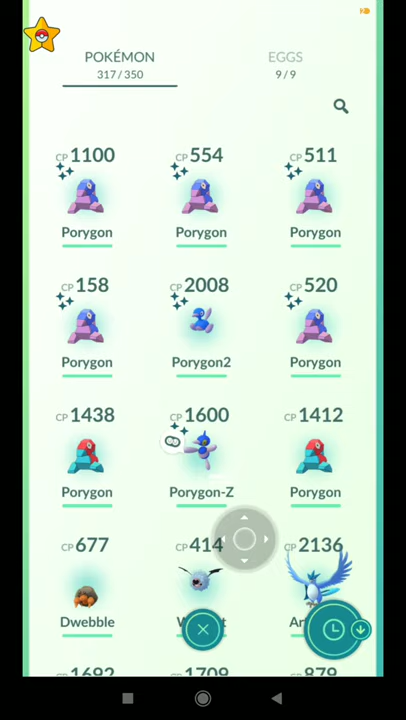 POKÉMON
317 / 350
EGGS
9 / 9
CP 1100
CP 554
CP 511
Porygon
Porygon
Porygon
CP 158
CP 2008
CP 520
Porygon
Porygon2
Porygon
CP 1438
CP 1600
CP 1412
Porygon
Porygon-Z
Porygon
CP 677
CP 414
CP 2136
Dwebble